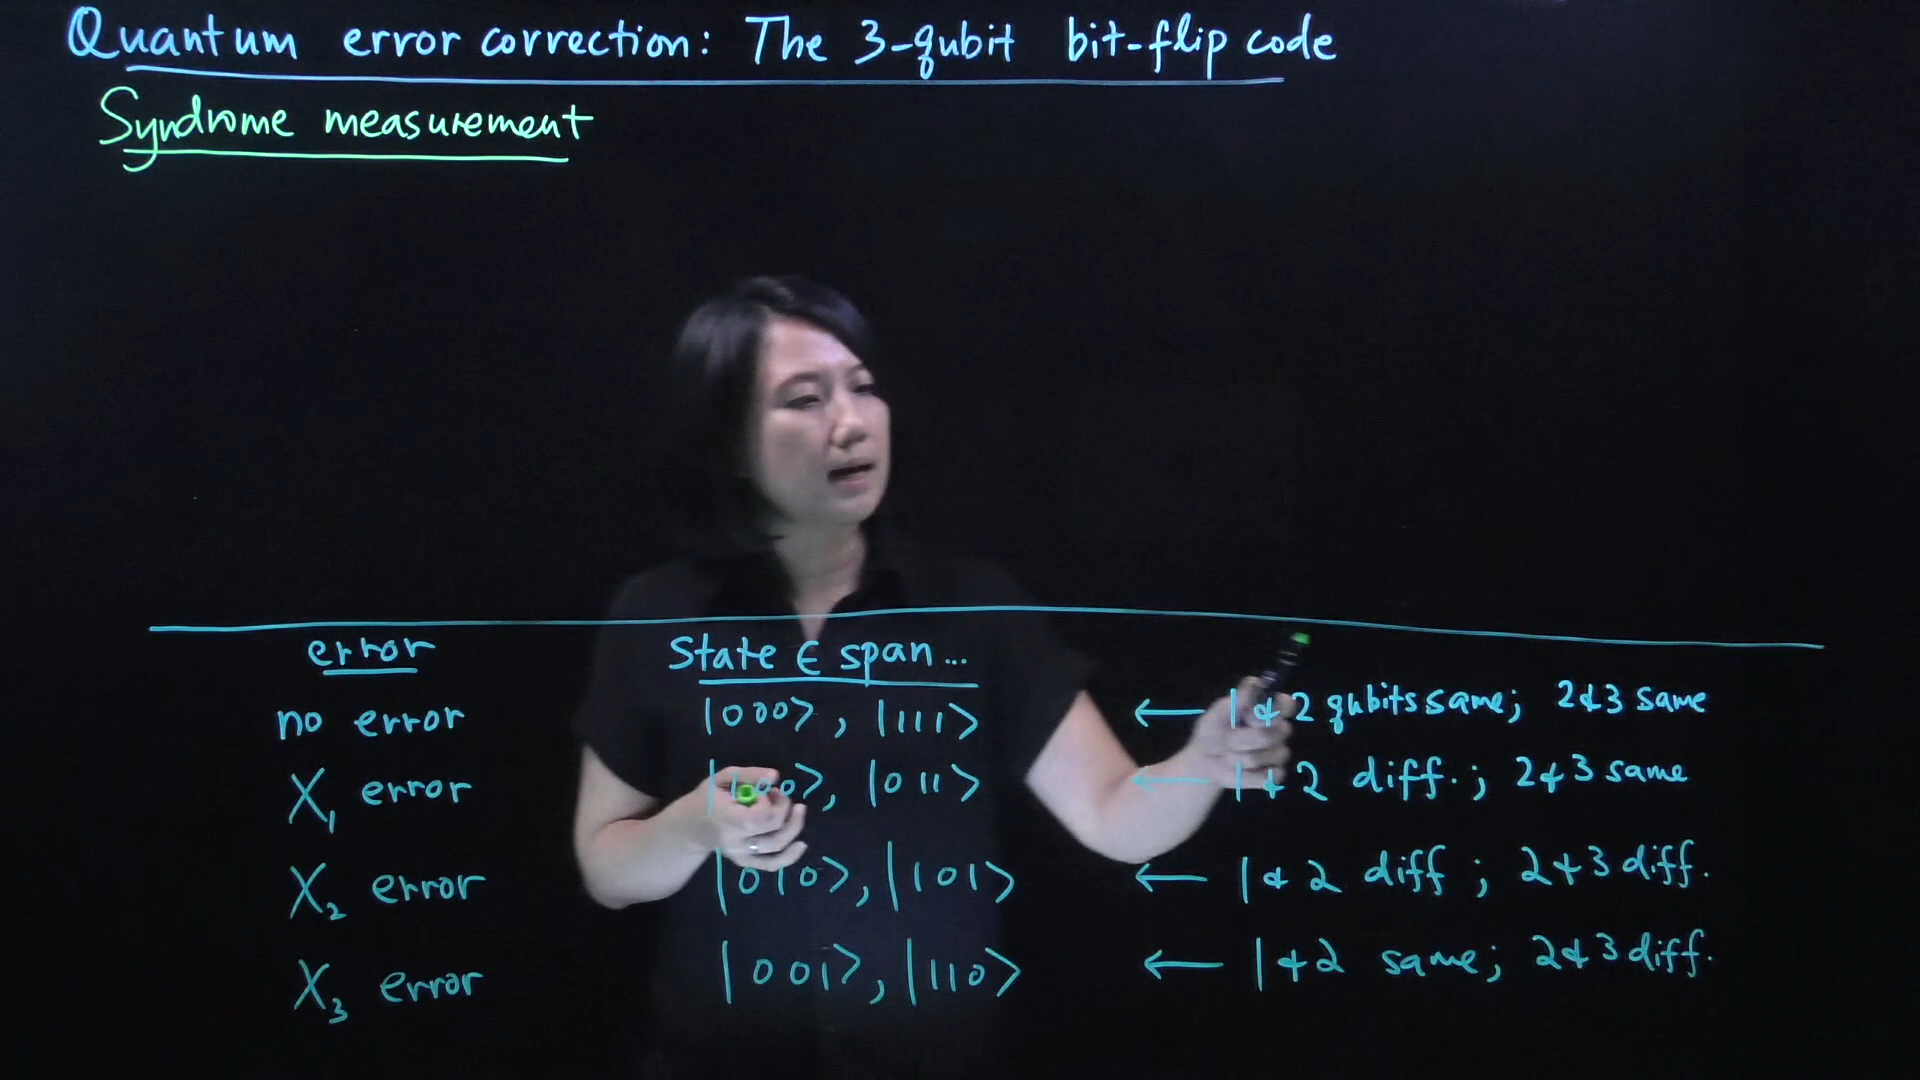 Quantum error correction: The 3-qubit bit-flip code
Syndrome measurement
error State ∈ span...
no error |000⟩, |111⟩ ← 1 & 2 qubits same; 2&3 same
X₁ error |100⟩, |011⟩ ← 1 & 2 diff.; 2&3 same
X₂ error |010⟩, |101⟩ ← 1 & 2 diff; 2&3 diff.
X₃ error |001⟩, |110⟩ ← 1 & 2 same; 2&3 diff.